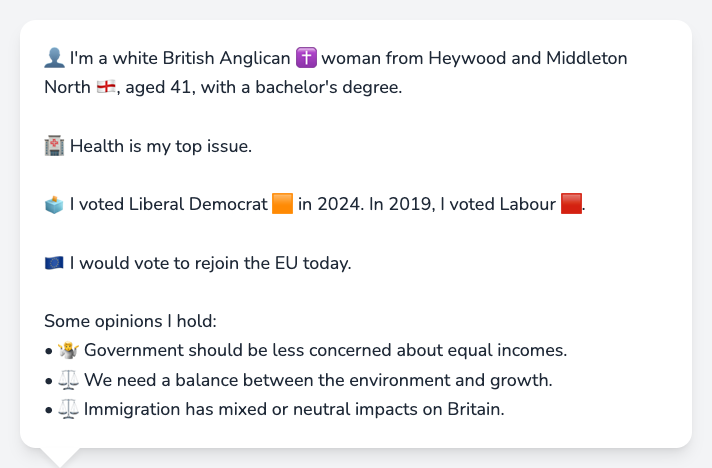 👤 I'm a white British Anglican ✝️ woman from Heywood and Middleton
North 🏴󠁧󠁢󠁥󠁮󠁧󠁿, aged 41, with a bachelor's degree.
🏥 Health is my top issue.
🗳️ I voted Liberal Democrat 🟧 in 2024. In 2019, I voted Labour 🟥.
🇪🇺 I would vote to rejoin the EU today.
Some opinions I hold:
• 🤷 Government should be less concerned about equal incomes.
• ⚖️ We need a balance between the environment and growth.
• ⚖️ Immigration has mixed or neutral impacts on Britain.